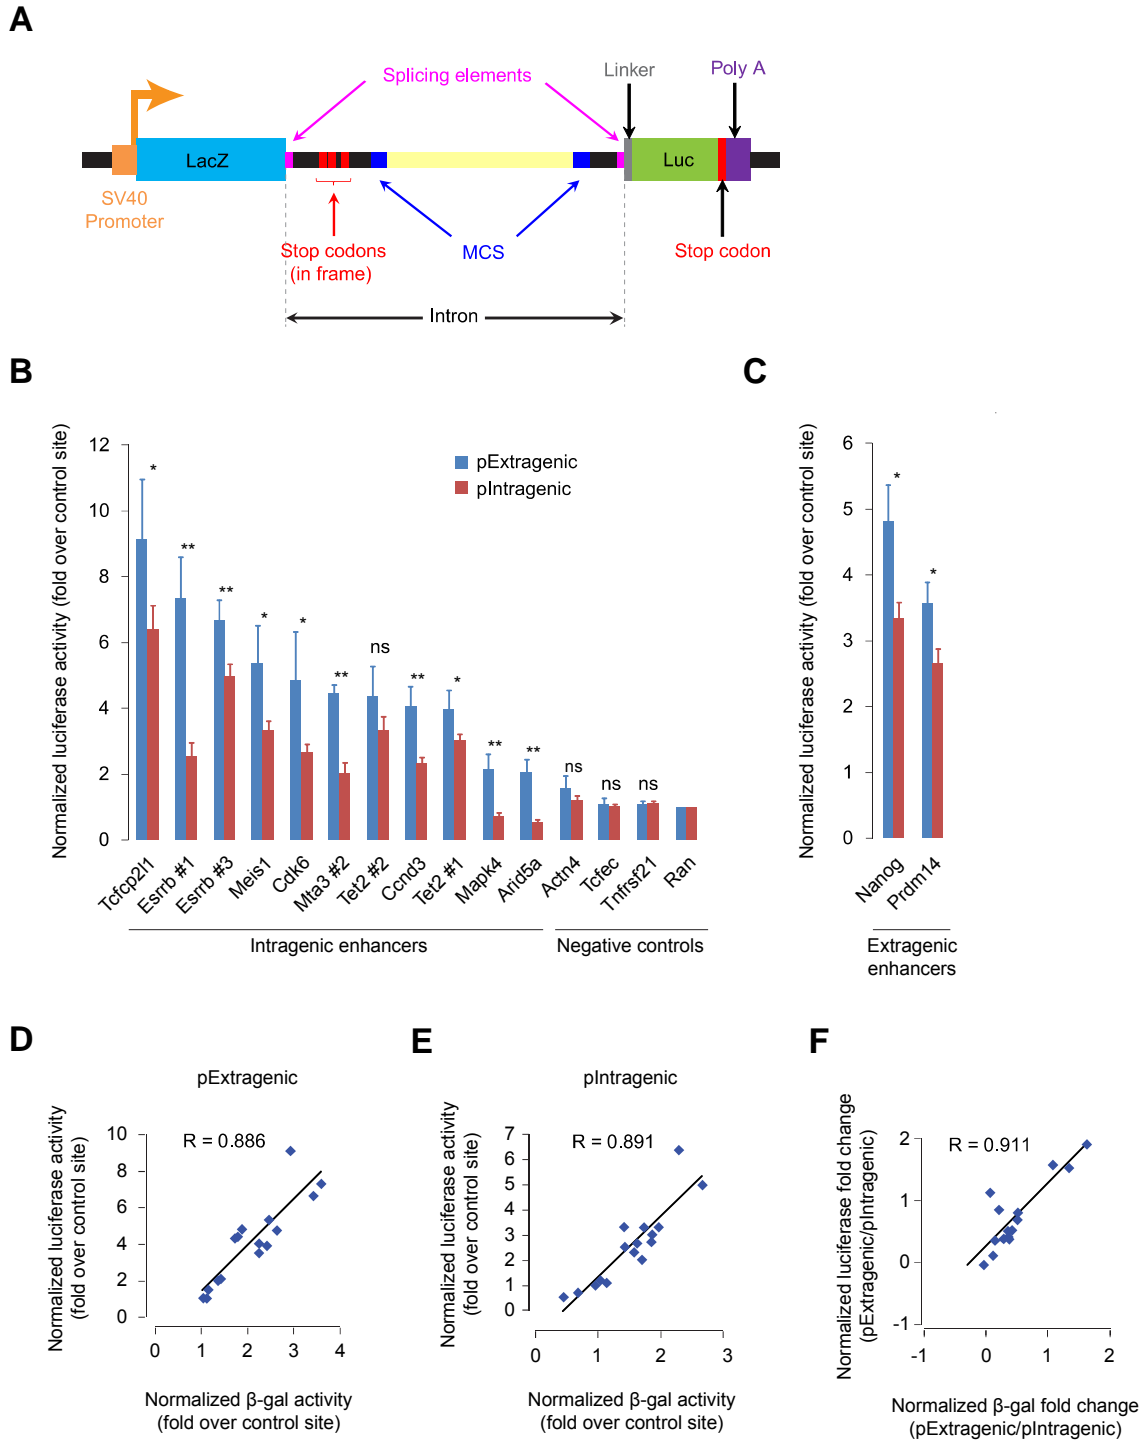 A
Splicing elements
Linker
Poly A
LacZ
Luc
SV40
Promoter
Stop codons
(in frame)
MCS
Stop codon
Intron
B
Normalized luciferase activity (fold over control site)
12
10
8
6
4
2
0
pExtragenic
pIntragenic
*
**
**
*
*
**
ns
**
*
**
**
ns
ns
ns
Tcfcp2l1
Esrrb #1
Esrrb #3
Meis1
Cdk6
Mta3 #2
Tet2 #2
Ccnd3
Tet2 #1
Mapk4
Arid5a
Actn4
Tcfec
Tnfrsf21
Ran
Intragenic enhancers
Negative controls
C
Normalized luciferase activity (fold over control site)
6
5
4
3
2
1
0
*
*
Nanog
Prdm14
Extragenic
enhancers
D
pExtragenic
R = 0.886
Normalized luciferase activity
(fold over control site)
10
8
6
4
2
0
0 1 2 3 4
Normalized β-gal activity
(fold over control site)
E
pIntragenic
R = 0.891
Normalized luciferase activity
(fold over control site)
7
6
5
4
3
2
1
0
0 1 2 3
Normalized β-gal activity
(fold over control site)
F
R = 0.911
Normalized luciferase fold change
(pExtragenic/pIntragenic)
2
1
0
-1
-1 0 1 2
Normalized β-gal fold change
(pExtragenic/pIntragenic)